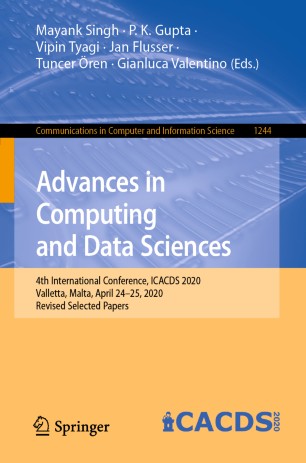 Mayank Singh · P. K. Gupta ·
Vipin Tyagi · Jan Flusser ·
Tuncer Ören · Gianluca Valentino (Eds.)
Communications in Computer and Information Science 1244
Advances in
Computing
and Data Sciences
4th International Conference, ICACDS 2020
Valletta, Malta, April 24–25, 2020
Revised Selected Papers
ICACDS 2020
Springer